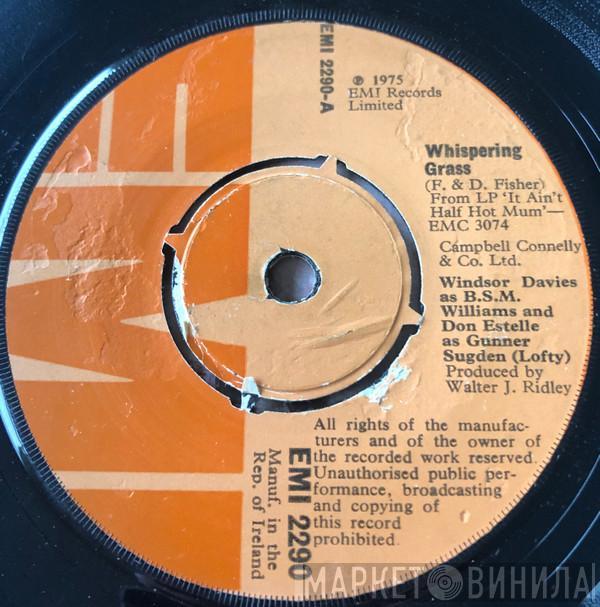 EMI
EMI 2290-A
℗ 1975
EMI Records
Limited
Whispering
Grass
(F. & D. Fisher)
From LP 'It Ain't
Half Hot Mum'—
EMC 3074
Campbell Connelly
& Co. Ltd.
Windsor Davies
as B.S.M.
Williams and
Don Estelle
as Gunner
Sugden (Lofty)
Produced by
Walter J. Ridley
All rights of the manufac-
turers and of the owner of
the recorded work reserved.
Unauthorised public per-
formance, broadcasting
and copying of
this record
prohibited.
EMI 2290
Manuf. in the
Rep. of Ireland
МАРКЕТ ВИНИЛА